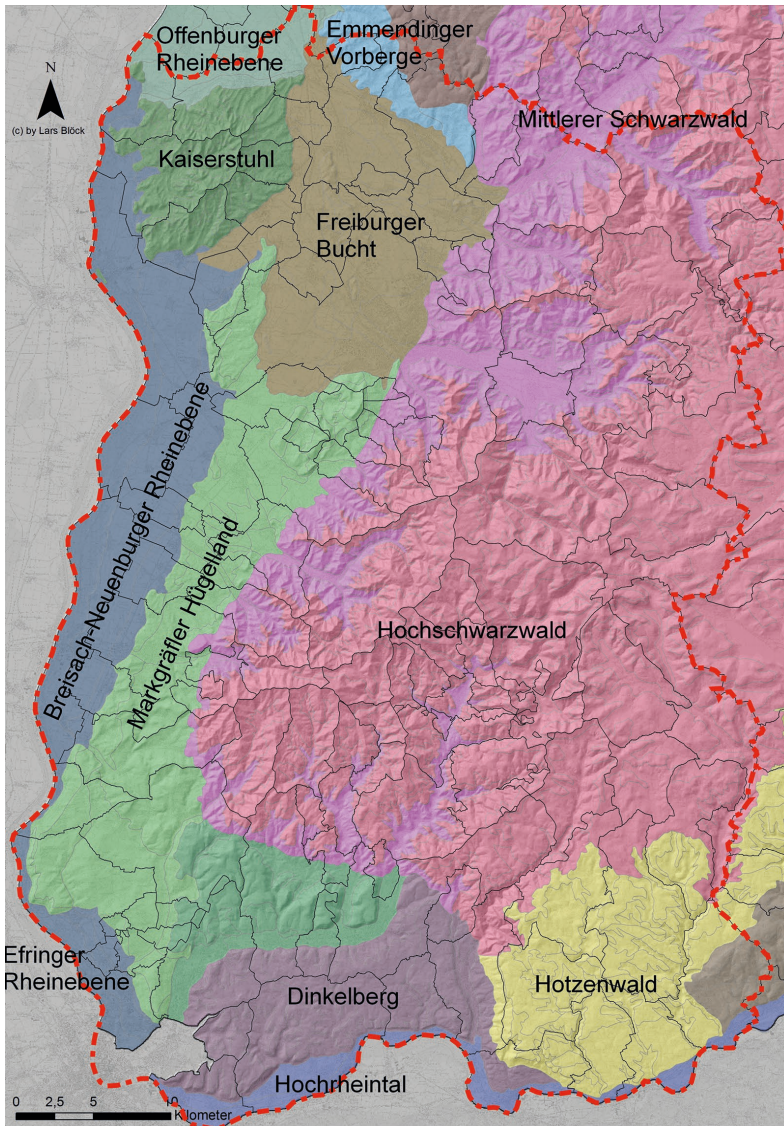 Offenburger
Rheinebene
Emmendinger
Vorberge
N
(c) by Lars Blöck
Mittlerer Schwarzwald
Kaiserstuhl
Freiburger
Bucht
Breisach-Neuenburger Rheinebene
Markgräfler Hügelland
Hochschwarzwald
Efringer
Rheinebene
Dinkelberg
Hotzenwald
Hochrheintal
0 2,5 5 10
Kilometer